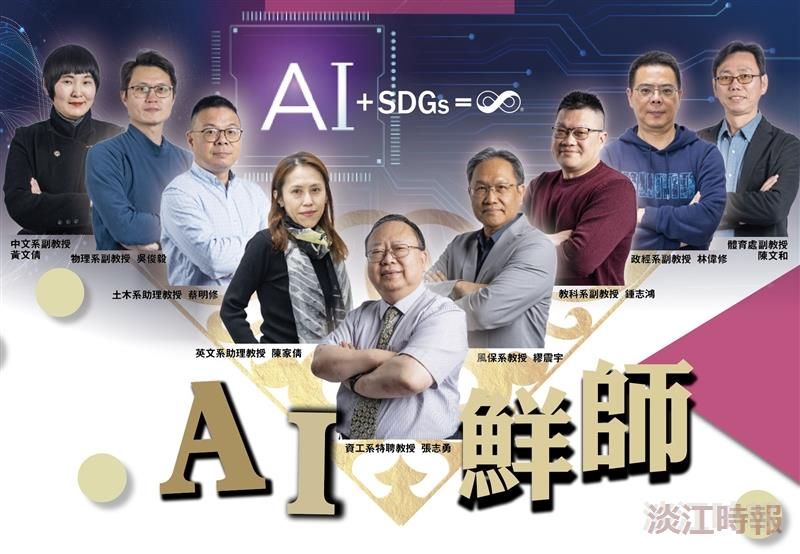 AI+SDGs=∞
中文系副教授
黃文倩
物理系副教授 吳俊毅
土木系助理教授 蔡明修
英文系助理教授 陳家倩
資工系特聘教授 張志勇
風保系教授 繆震宇
教科系副教授 鍾志鴻
政經系副教授 林偉修
體育處副教授
陳文和
AI 鮮師
淡江時報